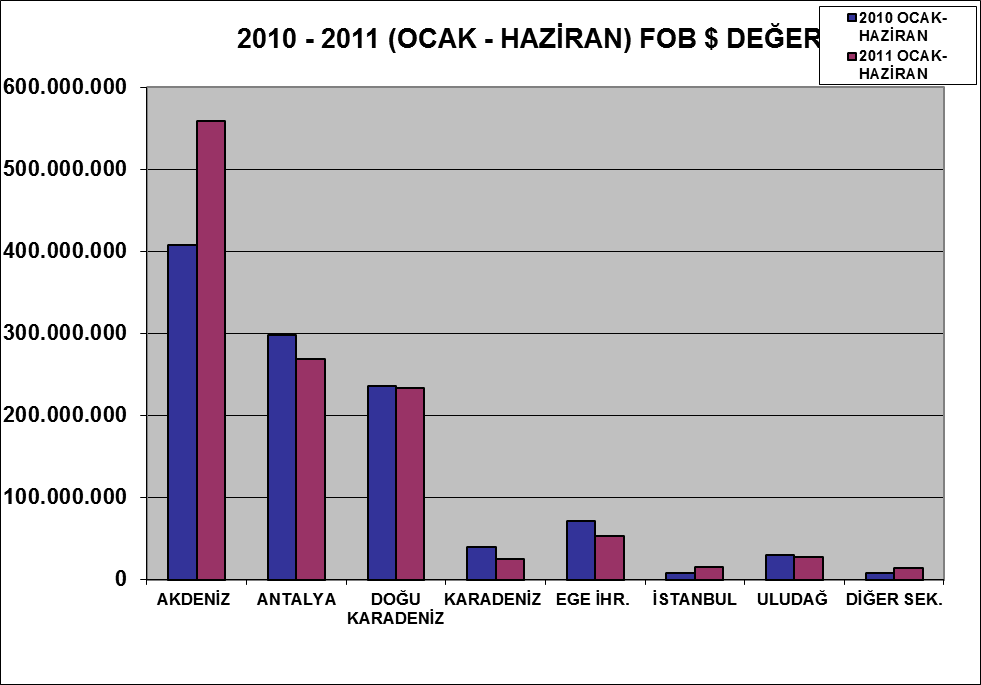 2010 - 2011 (OCAK - HAZİRAN) FOB $ DEĞER
2010 OCAK-
HAZİRAN
2011 OCAK-
HAZİRAN
600.000.000
500.000.000
400.000.000
300.000.000
200.000.000
100.000.000
0
AKDENİZ ANTALYA DOĞU KARADENİZ EGE İHR. İSTANBUL ULUDAĞ DİĞER SEK.
KARADENİZ